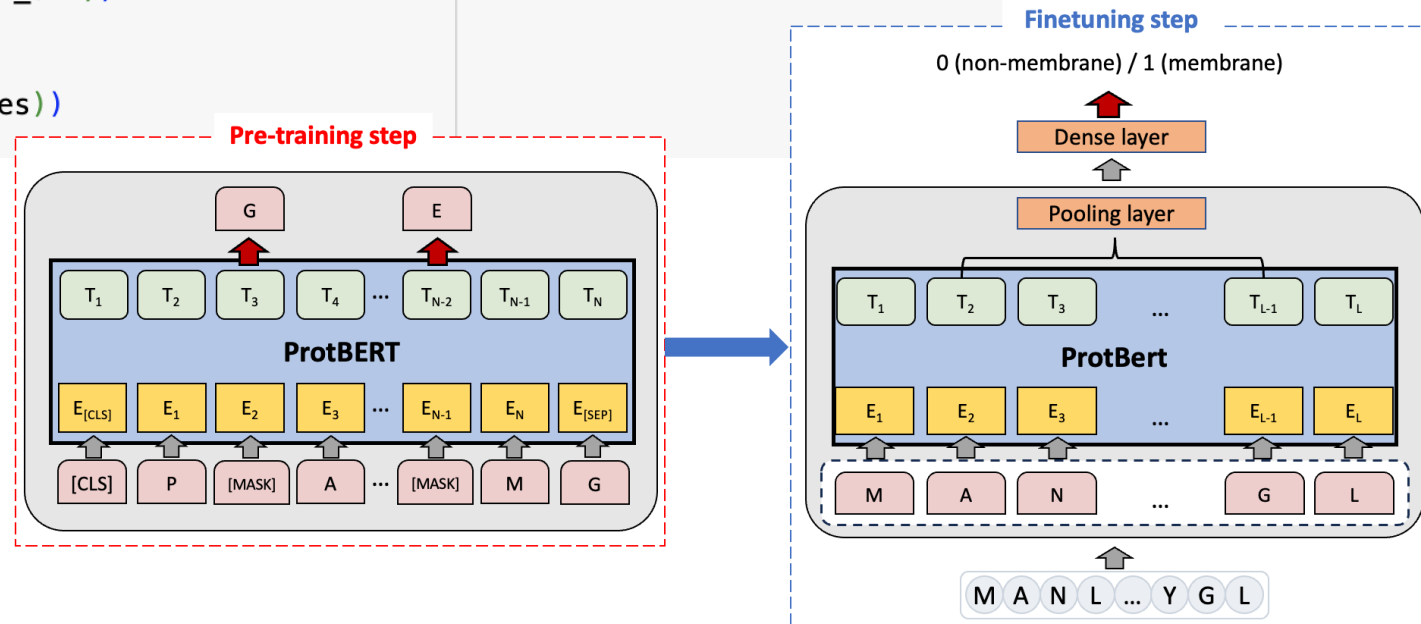 es))
Pre-training step
G E
T1 T2 T3 T4 ... TN-2 TN-1 TN
ProtBERT
E[CLS] E1 E2 E3 ... EN-1 EN E[SEP]
[CLS] P [MASK] A ... [MASK] M G
Finetuning step
0 (non-membrane) / 1 (membrane)
Dense layer
Pooling layer
T1 T2 T3 ... TL-1 TL
ProtBert
E1 E2 E3 ... EL-1 EL
M A N ... G L
M A N L ... Y G L